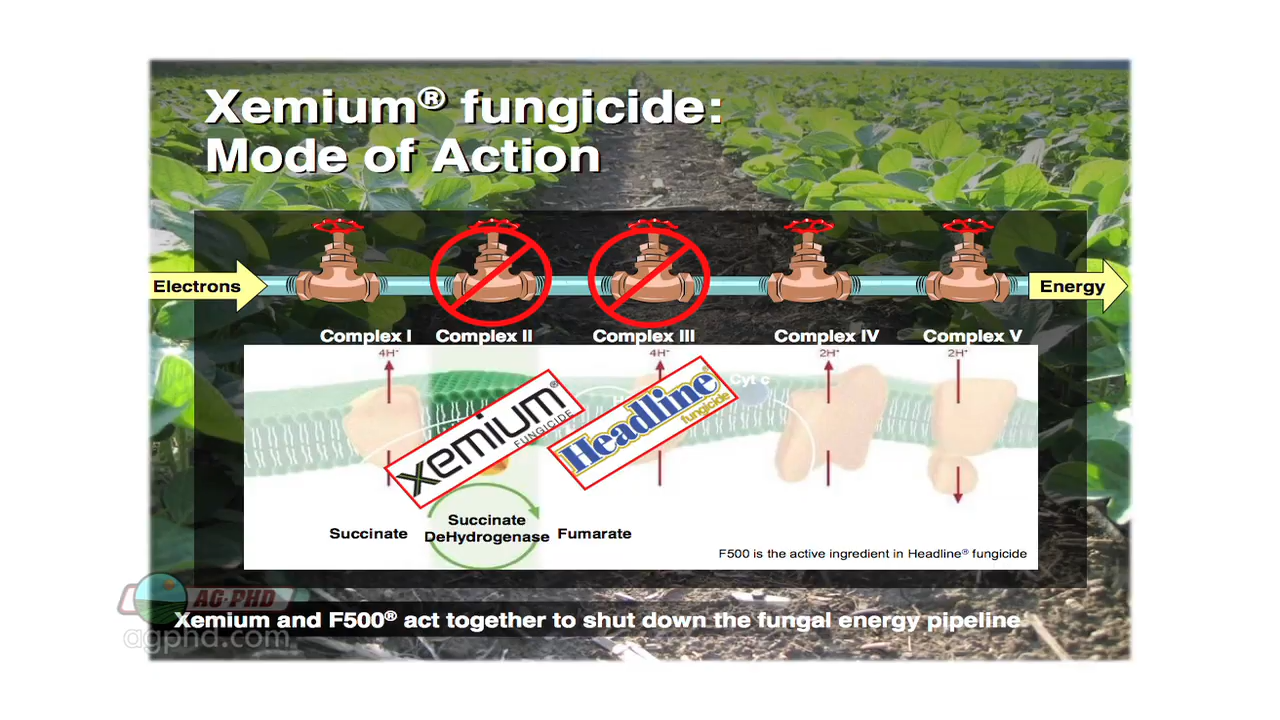 Xemium® fungicide:
Mode of Action
Electrons
Energy
Complex I
Complex II
Complex III
Complex IV
Complex V
4H⁺
4H⁺
2H⁺
2H⁺
Cyt c
xemium®
FUNGICIDE
Headline®
fungicide
Succinate
Succinate
DeHydrogenase
Fumarate
F500 is the active ingredient in Headline® fungicide
AG·PHD
agphd.com
Xemium and F500® act together to shut down the fungal energy pipeline